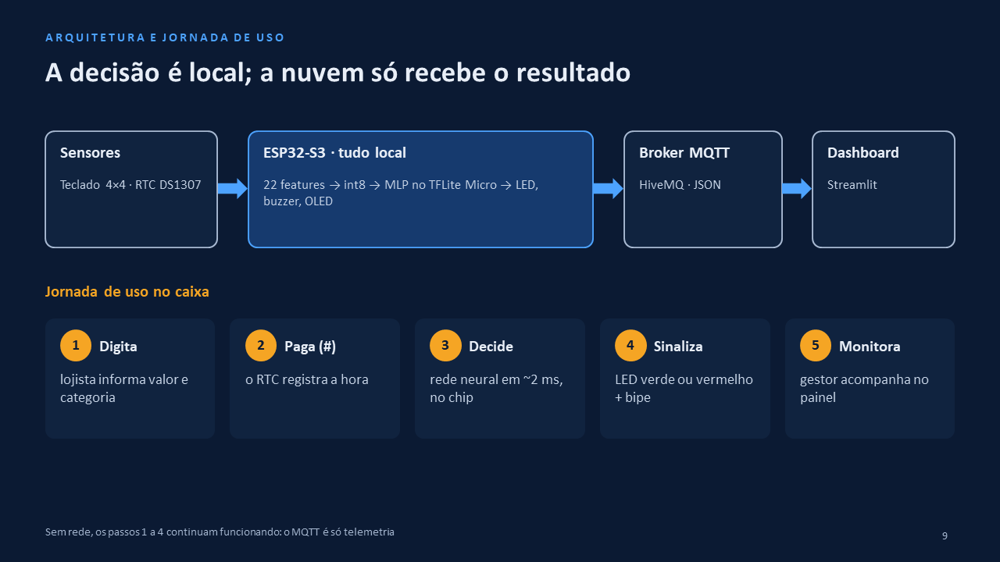 ARQUITETURA E JORNADA DE USO
A decisão é local; a nuvem só recebe o resultado
Sensores
Teclado 4×4 · RTC DS1307
ESP32-S3 · tudo local
22 features → int8 → MLP no TFLite Micro → LED,
buzzer, OLED
Broker MQTT
HiveMQ · JSON
Dashboard
Streamlit
Jornada de uso no caixa
1 Digita
lojista informa valor e
categoria
2 Paga (#)
o RTC registra a hora
3 Decide
rede neural em ~2 ms,
no chip
4 Sinaliza
LED verde ou vermelho
+ bipe
5 Monitora
gestor acompanha no
painel
Sem rede, os passos 1 a 4 continuam funcionando: o MQTT é só telemetria
9